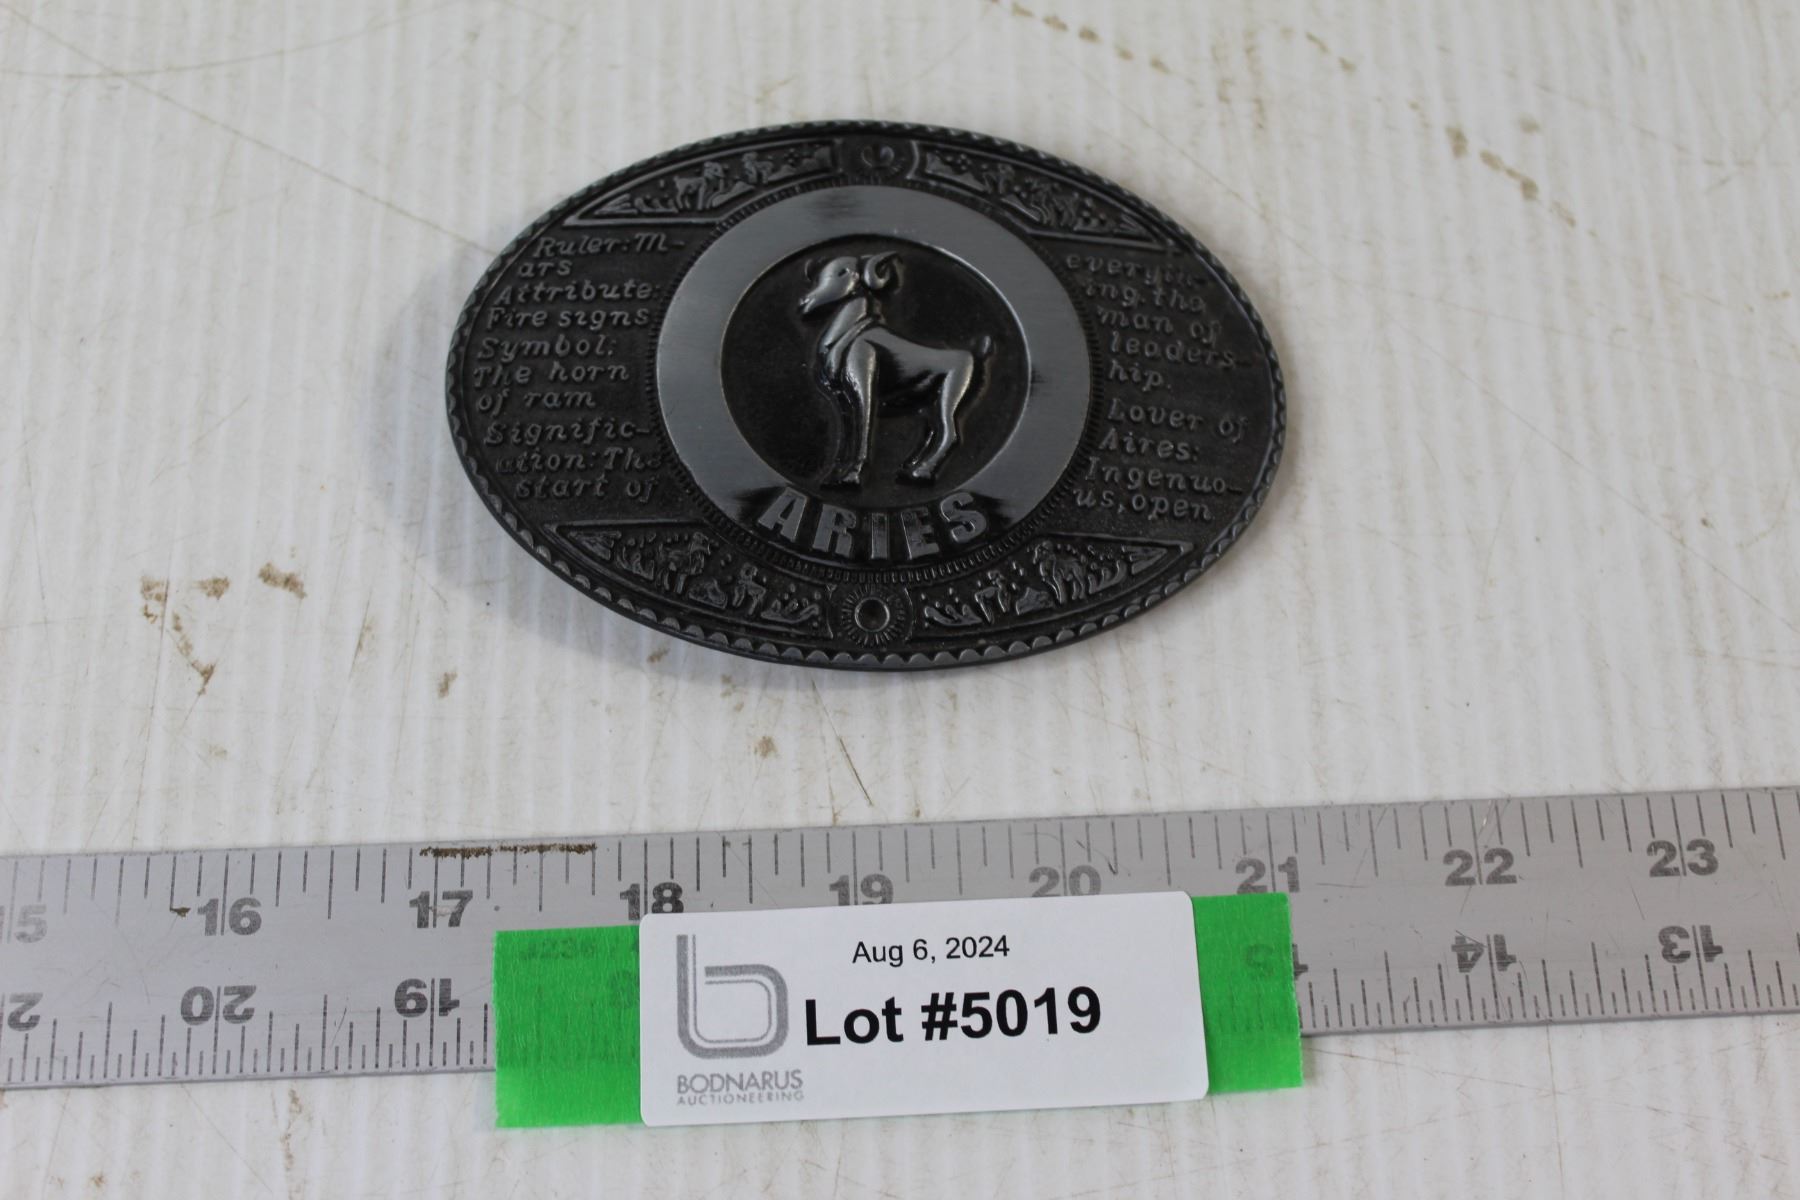 Ruler: M-
ars
Attribute:
Fire signs
Symbol:
The horn
of ram
Signific-
ation: The
start of
everyth-
ing. the
man of
leaders-
hip.
Lover of
Aires:
Ingenuo-
us, open
ARIES
15 16 17 18 19 20 21 22 23
2 20 19 15 14 13
Aug 6, 2024
Lot #5019
b
BODNARUS
AUCTIONEERING